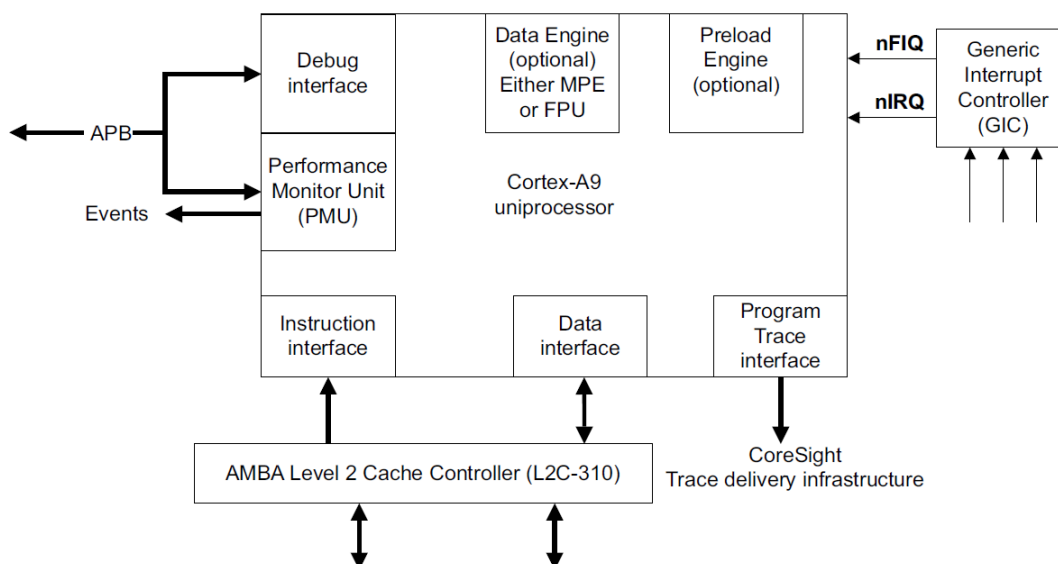 Debug
interface
Data Engine
(optional)
Either MPE
or FPU
Preload
Engine
(optional)
nFIQ
nIRQ
Generic
Interrupt
Controller
(GIC)
APB
Performance
Monitor Unit
(PMU)
Events
Cortex-A9
uniprocessor
Instruction
interface
Data
interface
Program
Trace
interface
AMBA Level 2 Cache Controller (L2C-310)
CoreSight
Trace delivery infrastructure